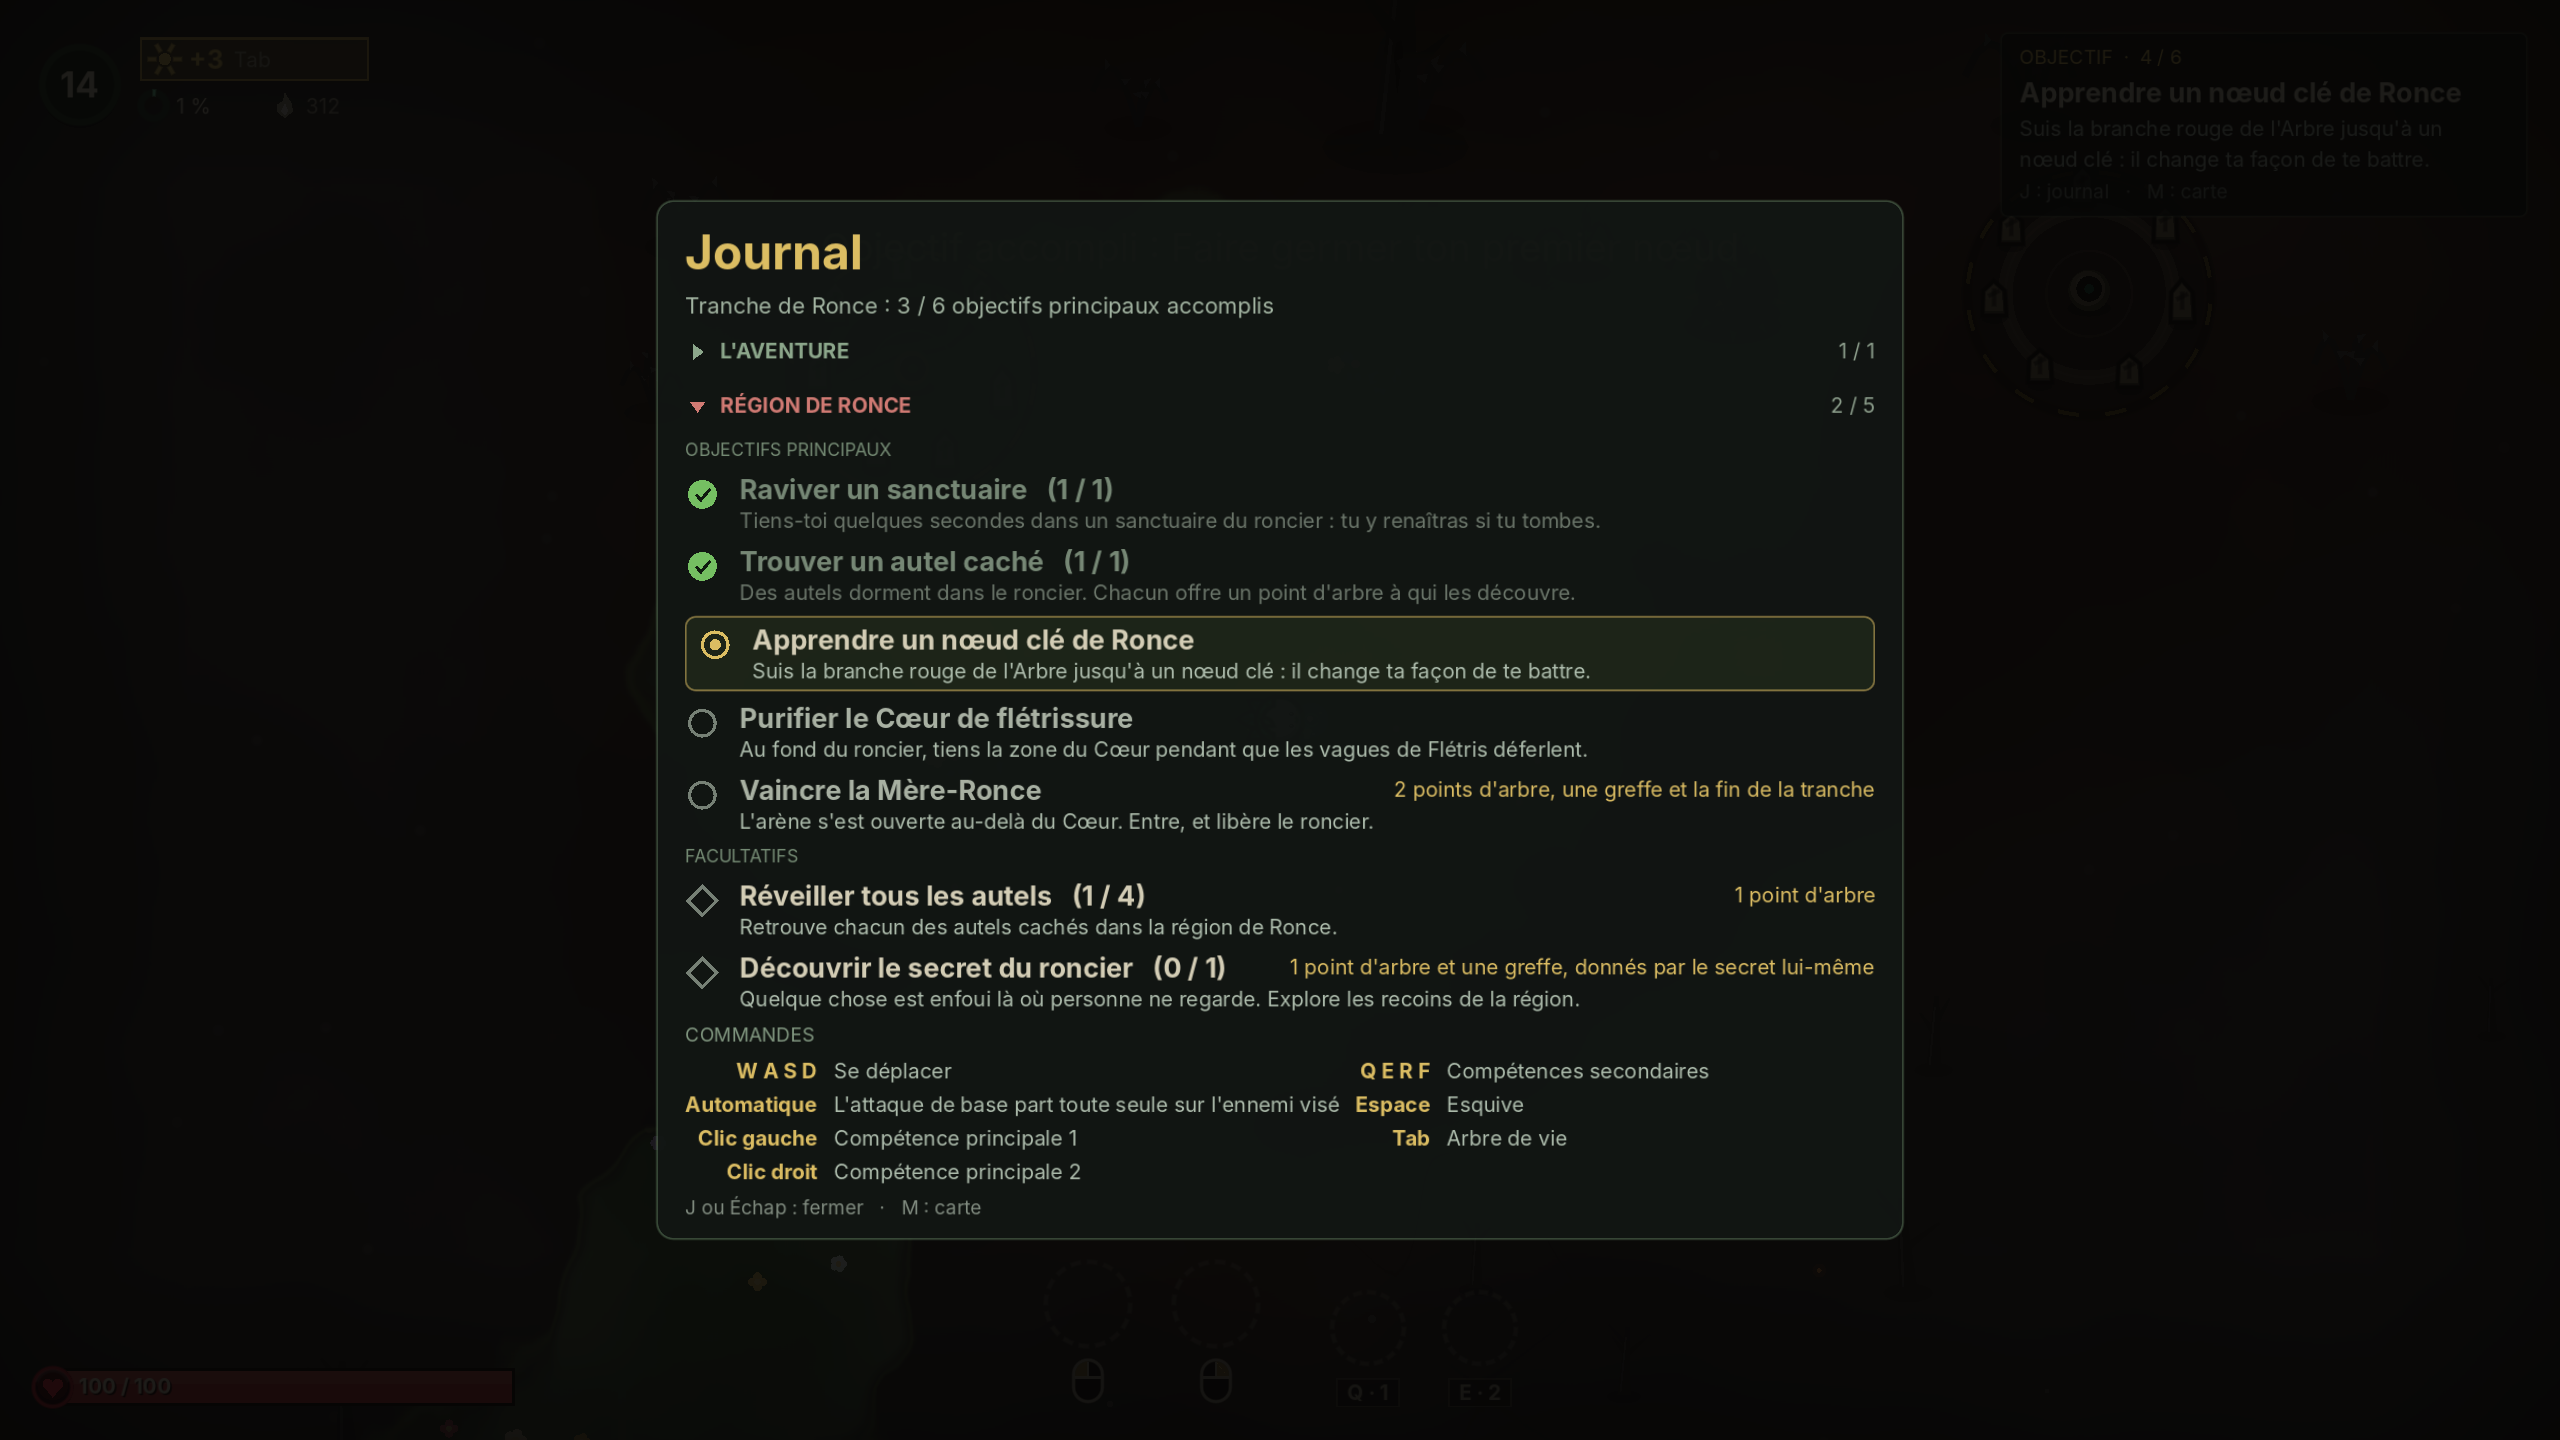 14
+3 Tab
1 %
312
OBJECTIF · 4 / 6
Apprendre un nœud clé de Ronce
Suis la branche rouge de l'Arbre jusqu'à un
nœud clé : il change ta façon de te battre.
J : journal · M : carte
Objectif accompli : Faire germer ton premier nœud
Journal
Tranche de Ronce : 3 / 6 objectifs principaux accomplis
L'AVENTURE
1 / 1
RÉGION DE RONCE
2 / 5
OBJECTIFS PRINCIPAUX
Raviver un sanctuaire (1 / 1)
Tiens-toi quelques secondes dans un sanctuaire du roncier : tu y renaîtras si tu tombes.
Trouver un autel caché (1 / 1)
Des autels dorment dans le roncier. Chacun offre un point d'arbre à qui les découvre.
Apprendre un nœud clé de Ronce
Suis la branche rouge de l'Arbre jusqu'à un nœud clé : il change ta façon de te battre.
Purifier le Cœur de flétrissure
Au fond du roncier, tiens la zone du Cœur pendant que les vagues de Flétris déferlent.
Vaincre la Mère-Ronce
2 points d'arbre, une greffe et la fin de la tranche
L'arène s'est ouverte au-delà du Cœur. Entre, et libère le roncier.
FACULTATIFS
Réveiller tous les autels (1 / 4)
1 point d'arbre
Retrouve chacun des autels cachés dans la région de Ronce.
Découvrir le secret du roncier (0 / 1)
1 point d'arbre et une greffe, donnés par le secret lui-même
Quelque chose est enfoui là où personne ne regarde. Explore les recoins de la région.
COMMANDES
W A S D Se déplacer
Q E R F Compétences secondaires
Automatique L'attaque de base part toute seule sur l'ennemi visé
Espace Esquive
Clic gauche Compétence principale 1
Tab Arbre de vie
Clic droit Compétence principale 2
J ou Échap : fermer · M : carte
100 / 100
Q · 1
E · 2